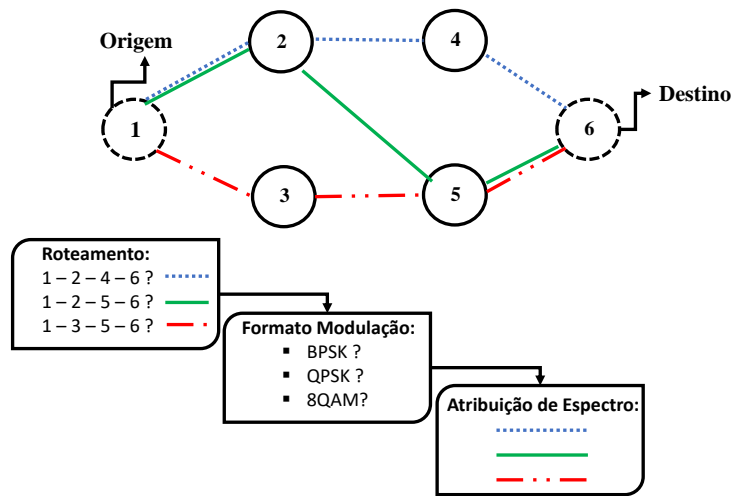 Origem
2
4
Destino
1
6
3
5
Roteamento:
1 – 2 – 4 – 6 ?
1 – 2 – 5 – 6 ?
1 – 3 – 5 – 6 ?
Formato Modulação:
▪ BPSK ?
▪ QPSK ?
▪ 8QAM?
Atribuição de Espectro: